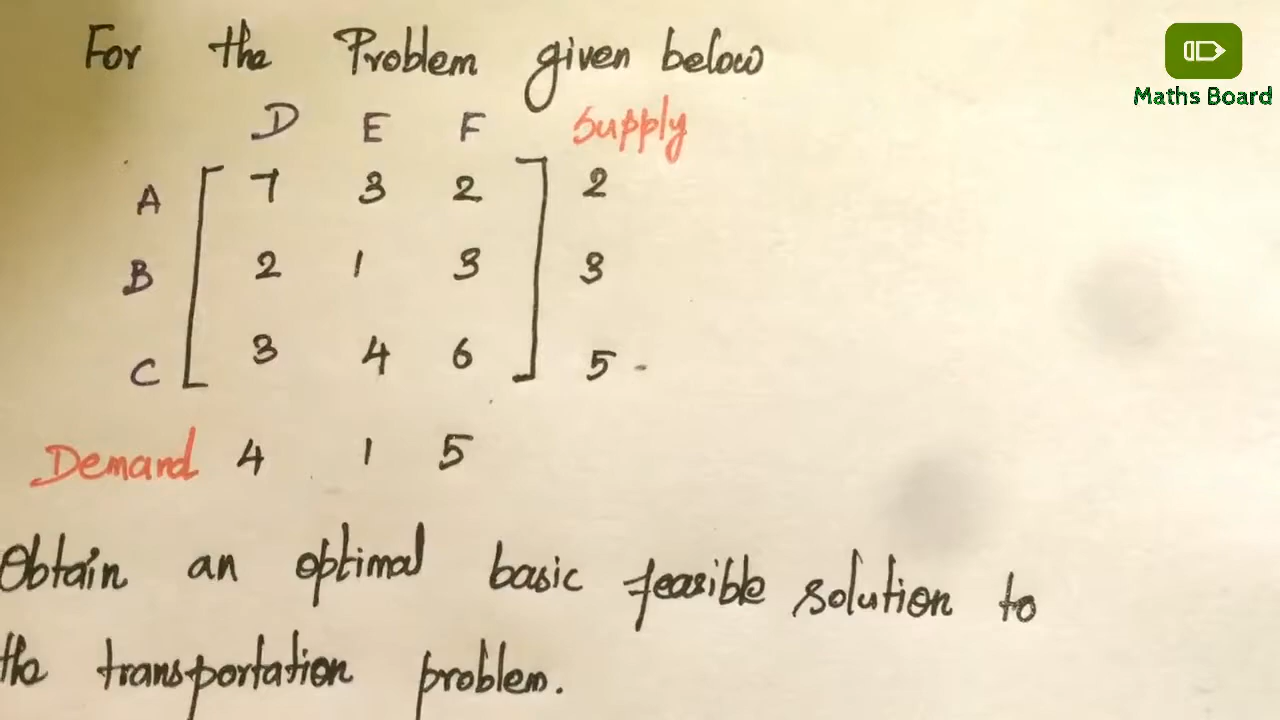 For the Problem given below
Maths Board
D E F Supply
A 7 3 2 2
B 2 1 3 3
C 3 4 6 5
Demand 4 1 5
Obtain an optimal basic feasible solution to
the transportation problem.